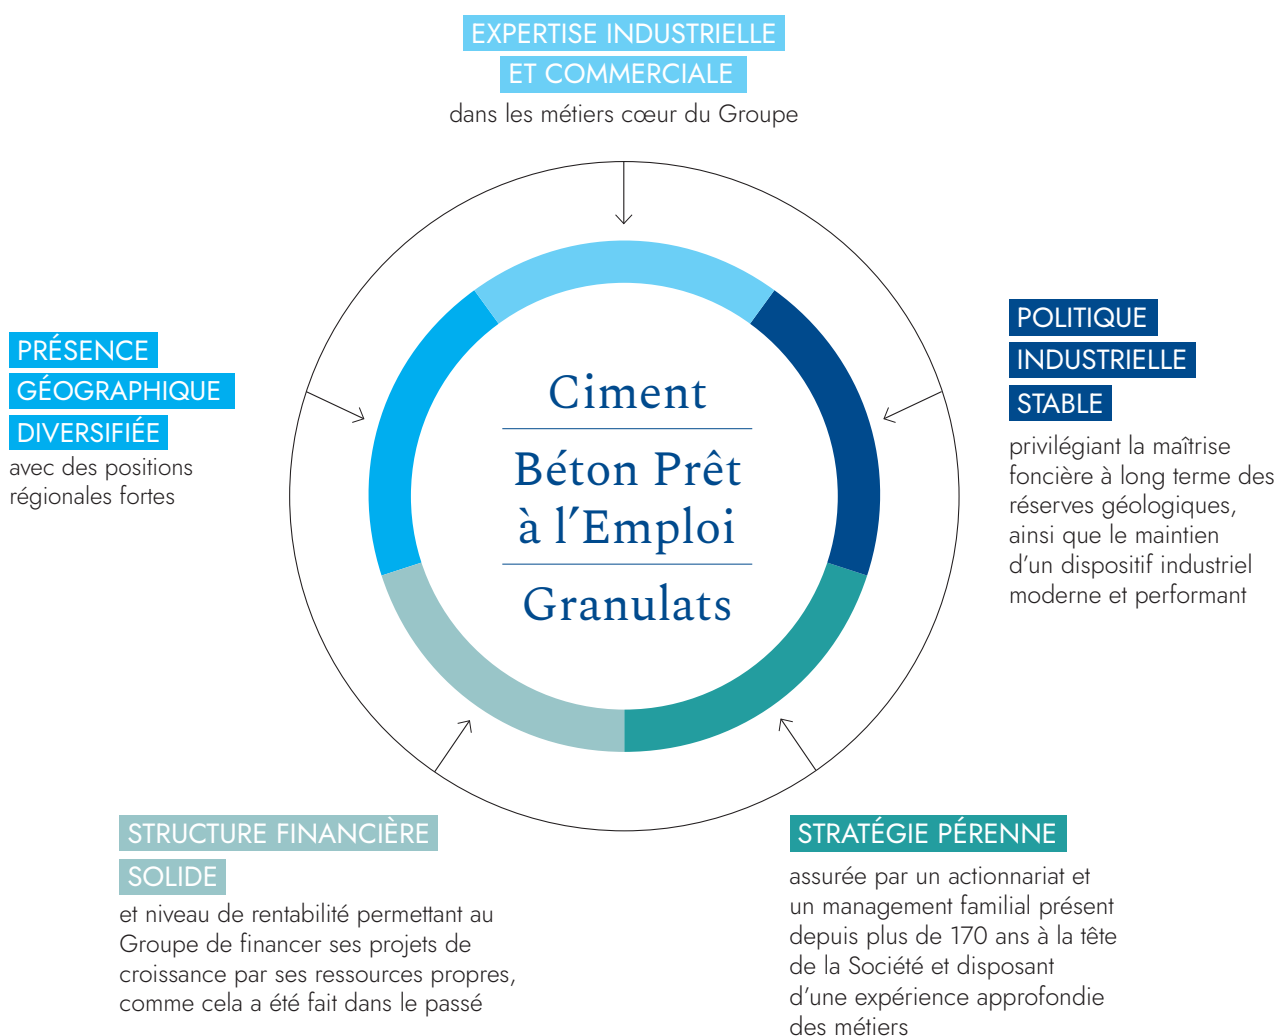 EXPERTISE INDUSTRIELLE
ET COMMERCIALE
dans les métiers cœur du Groupe
PRÉSENCE
GÉOGRAPHIQUE
DIVERSIFIÉE
avec des positions
régionales fortes
Ciment
Béton Prêt
à l’Emploi
Granulats
POLITIQUE
INDUSTRIELLE
STABLE
privilégiant la maîtrise
foncière à long terme des
réserves géologiques,
ainsi que le maintien
d’un dispositif industriel
moderne et performant
STRUCTURE FINANCIÈRE
SOLIDE
et niveau de rentabilité permettant au
Groupe de financer ses projets de
croissance par ses ressources propres,
comme cela a été fait dans le passé
STRATÉGIE PÉRENNE
assurée par un actionnariat et
un management familial présent
depuis plus de 170 ans à la tête
de la Société et disposant
d’une expérience approfondie
des métiers